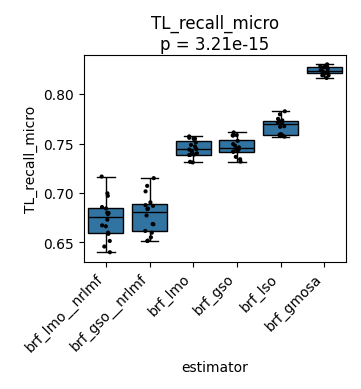 TL_recall_micro
p = 3.21e-15
TL_recall_micro
0.80
0.75
0.70
0.65
brf_lmo__nrlmf
brf_gso__nrlmf
brf_lmo
brf_gso
brf_lso
brf_gmosa
estimator